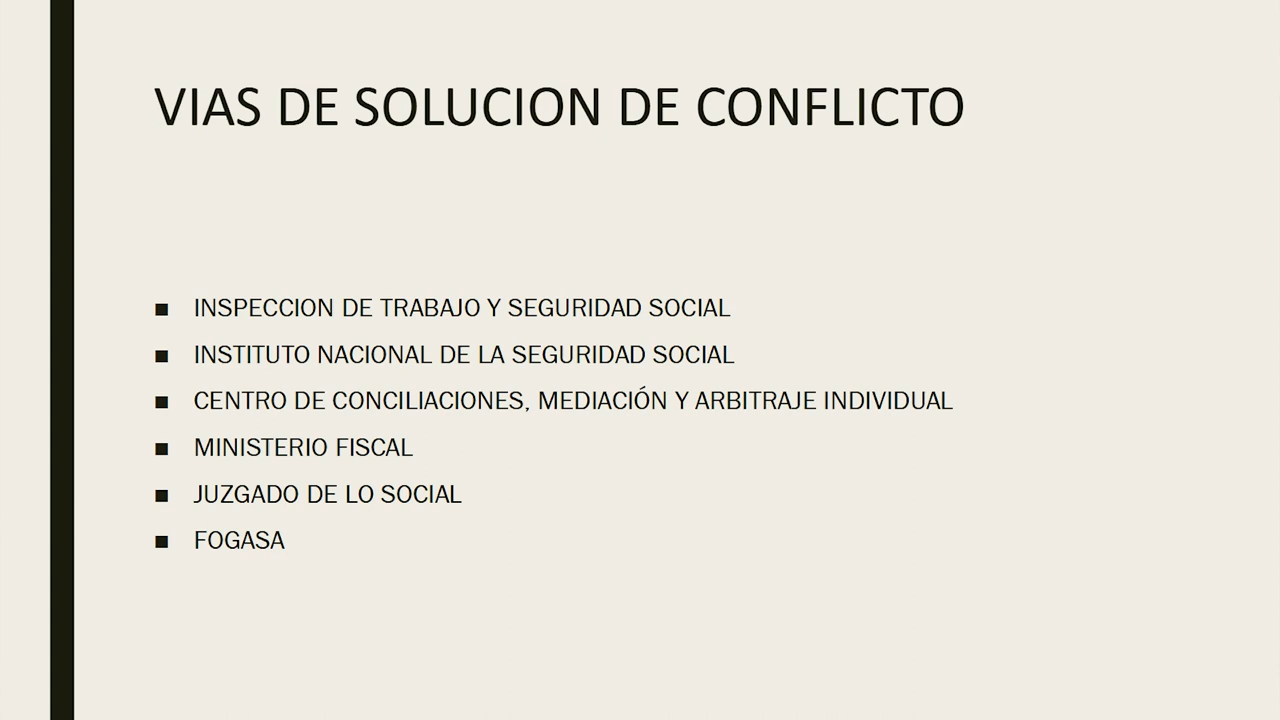 VIAS DE SOLUCION DE CONFLICTO
■ INSPECCION DE TRABAJO Y SEGURIDAD SOCIAL
■ INSTITUTO NACIONAL DE LA SEGURIDAD SOCIAL
■ CENTRO DE CONCILIACIONES, MEDIACIÓN Y ARBITRAJE INDIVIDUAL
■ MINISTERIO FISCAL
■ JUZGADO DE LO SOCIAL
■ FOGASA